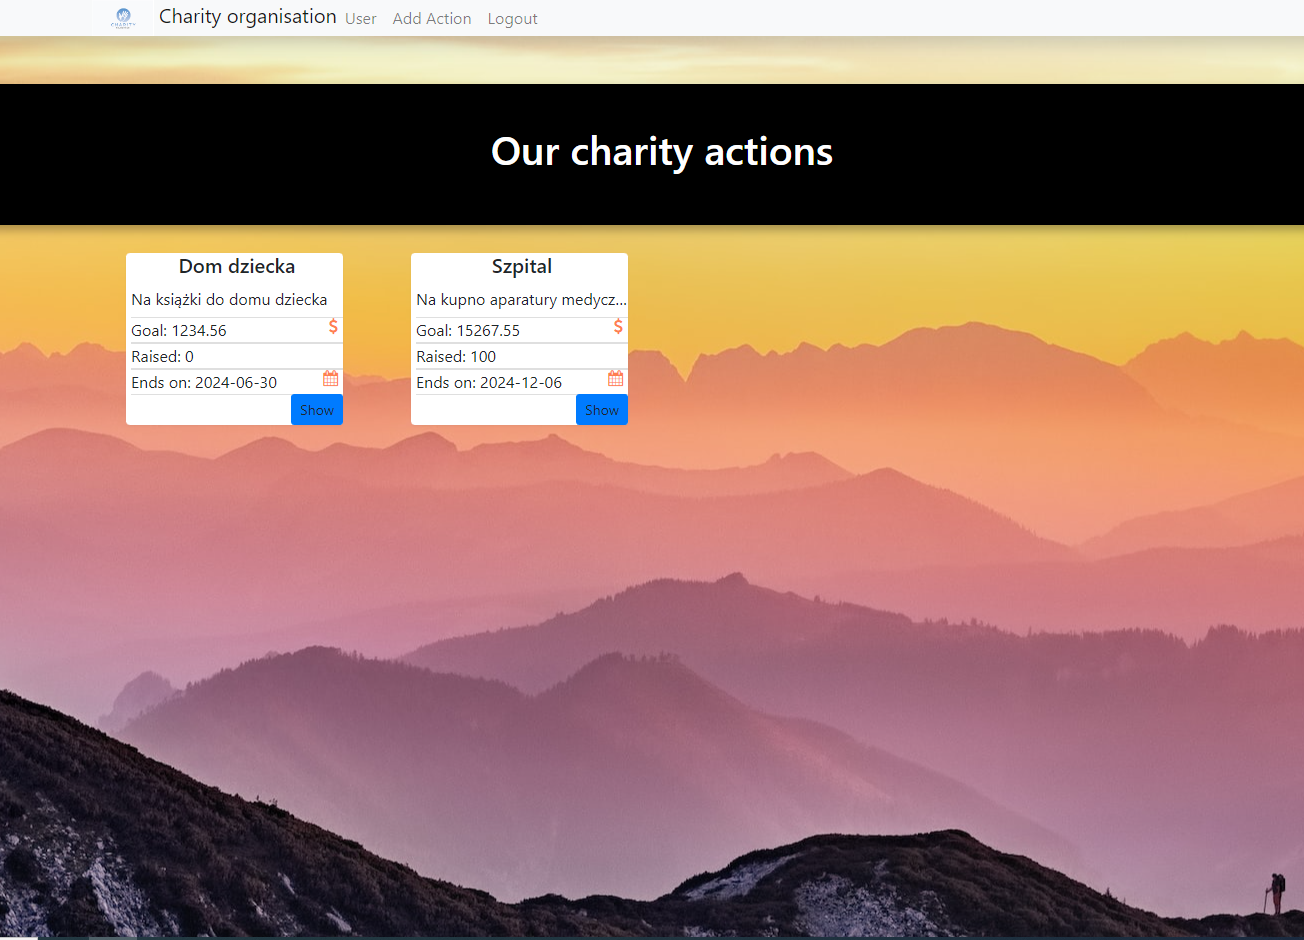 CHARITY
Charity organisation User Add Action Logout
Our charity actions
Dom dziecka
Na książki do domu dziecka
Goal: 1234.56
Raised: 0
Ends on: 2024-06-30
Show
Szpital
Na kupno aparatury medycz...
Goal: 15267.55
Raised: 100
Ends on: 2024-12-06
Show